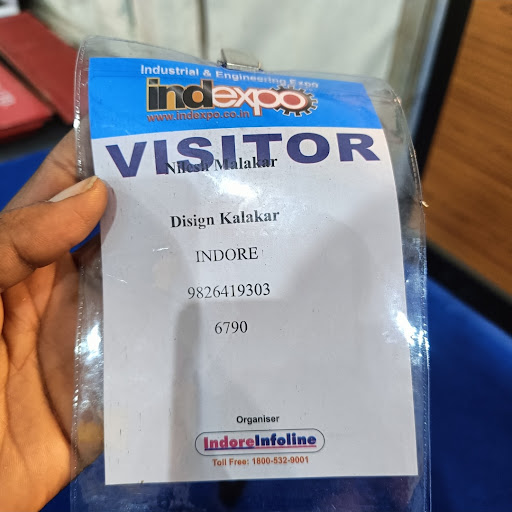 Industrial & Engineering Expo
indexpo
www.indexpo.co.in
VISITOR
Nilesh Malakar
Disign Kalakar
INDORE
9826419303
6790
Organiser
IndoreInfoline
Toll Free: 1800-532-9001